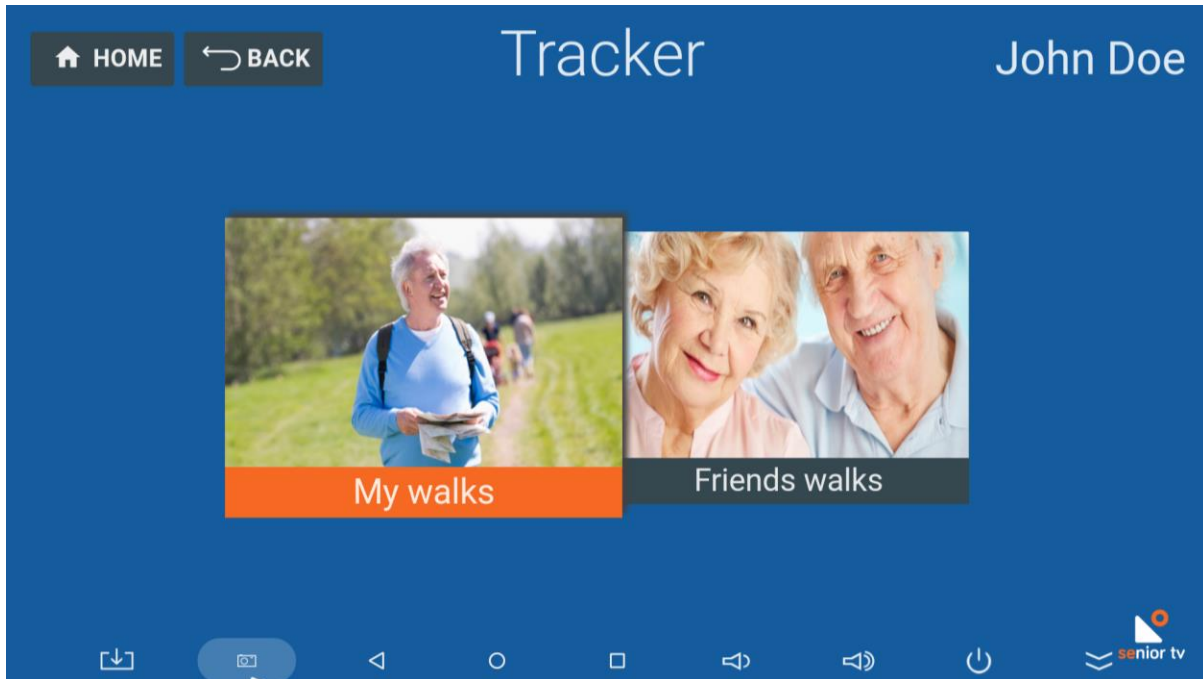 HOME
BACK
Tracker
John Doe
My walks
Friends walks
senior tv